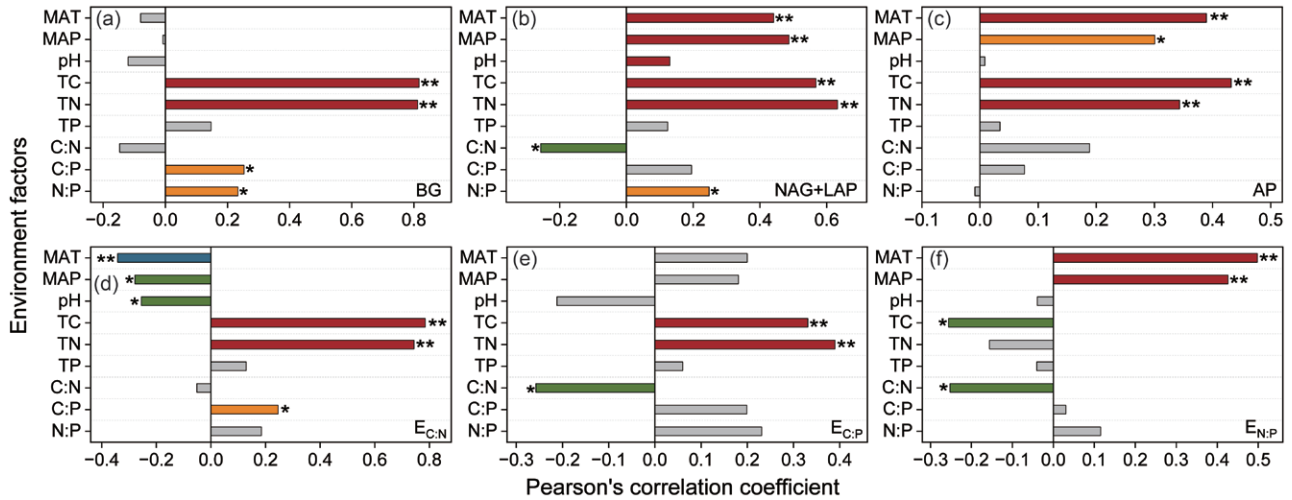 Environment factors
(a)
MAT
MAP
pH
TC **
TN **
TP
C:N
C:P *
N:P *
BG
−0.2 0.0 0.2 0.4 0.6 0.8
(b)
MAT **
MAP **
pH
TC **
TN **
TP
C:N *
C:P
N:P *
NAG+LAP
−0.2 0.0 0.2 0.4 0.6
(c)
MAT **
MAP *
pH
TC **
TN **
TP
C:N
C:P
N:P
AP
−0.1 0.0 0.1 0.2 0.3 0.4 0.5
(d)
MAT **
MAP *
pH *
TC **
TN **
TP
C:N
C:P *
N:P
E_C:N
−0.4 −0.2 0.0 0.2 0.4 0.6 0.8
(e)
MAT
MAP
pH
TC **
TN **
TP
C:N *
C:P
N:P
E_C:P
−0.3 −0.2 −0.1 0.0 0.1 0.2 0.3 0.4
(f)
MAT **
MAP **
pH
TC *
TN
TP
C:N *
C:P
N:P
E_N:P
−0.3 −0.2 −0.1 0.0 0.1 0.2 0.3 0.4 0.5
Pearson's correlation coefficient